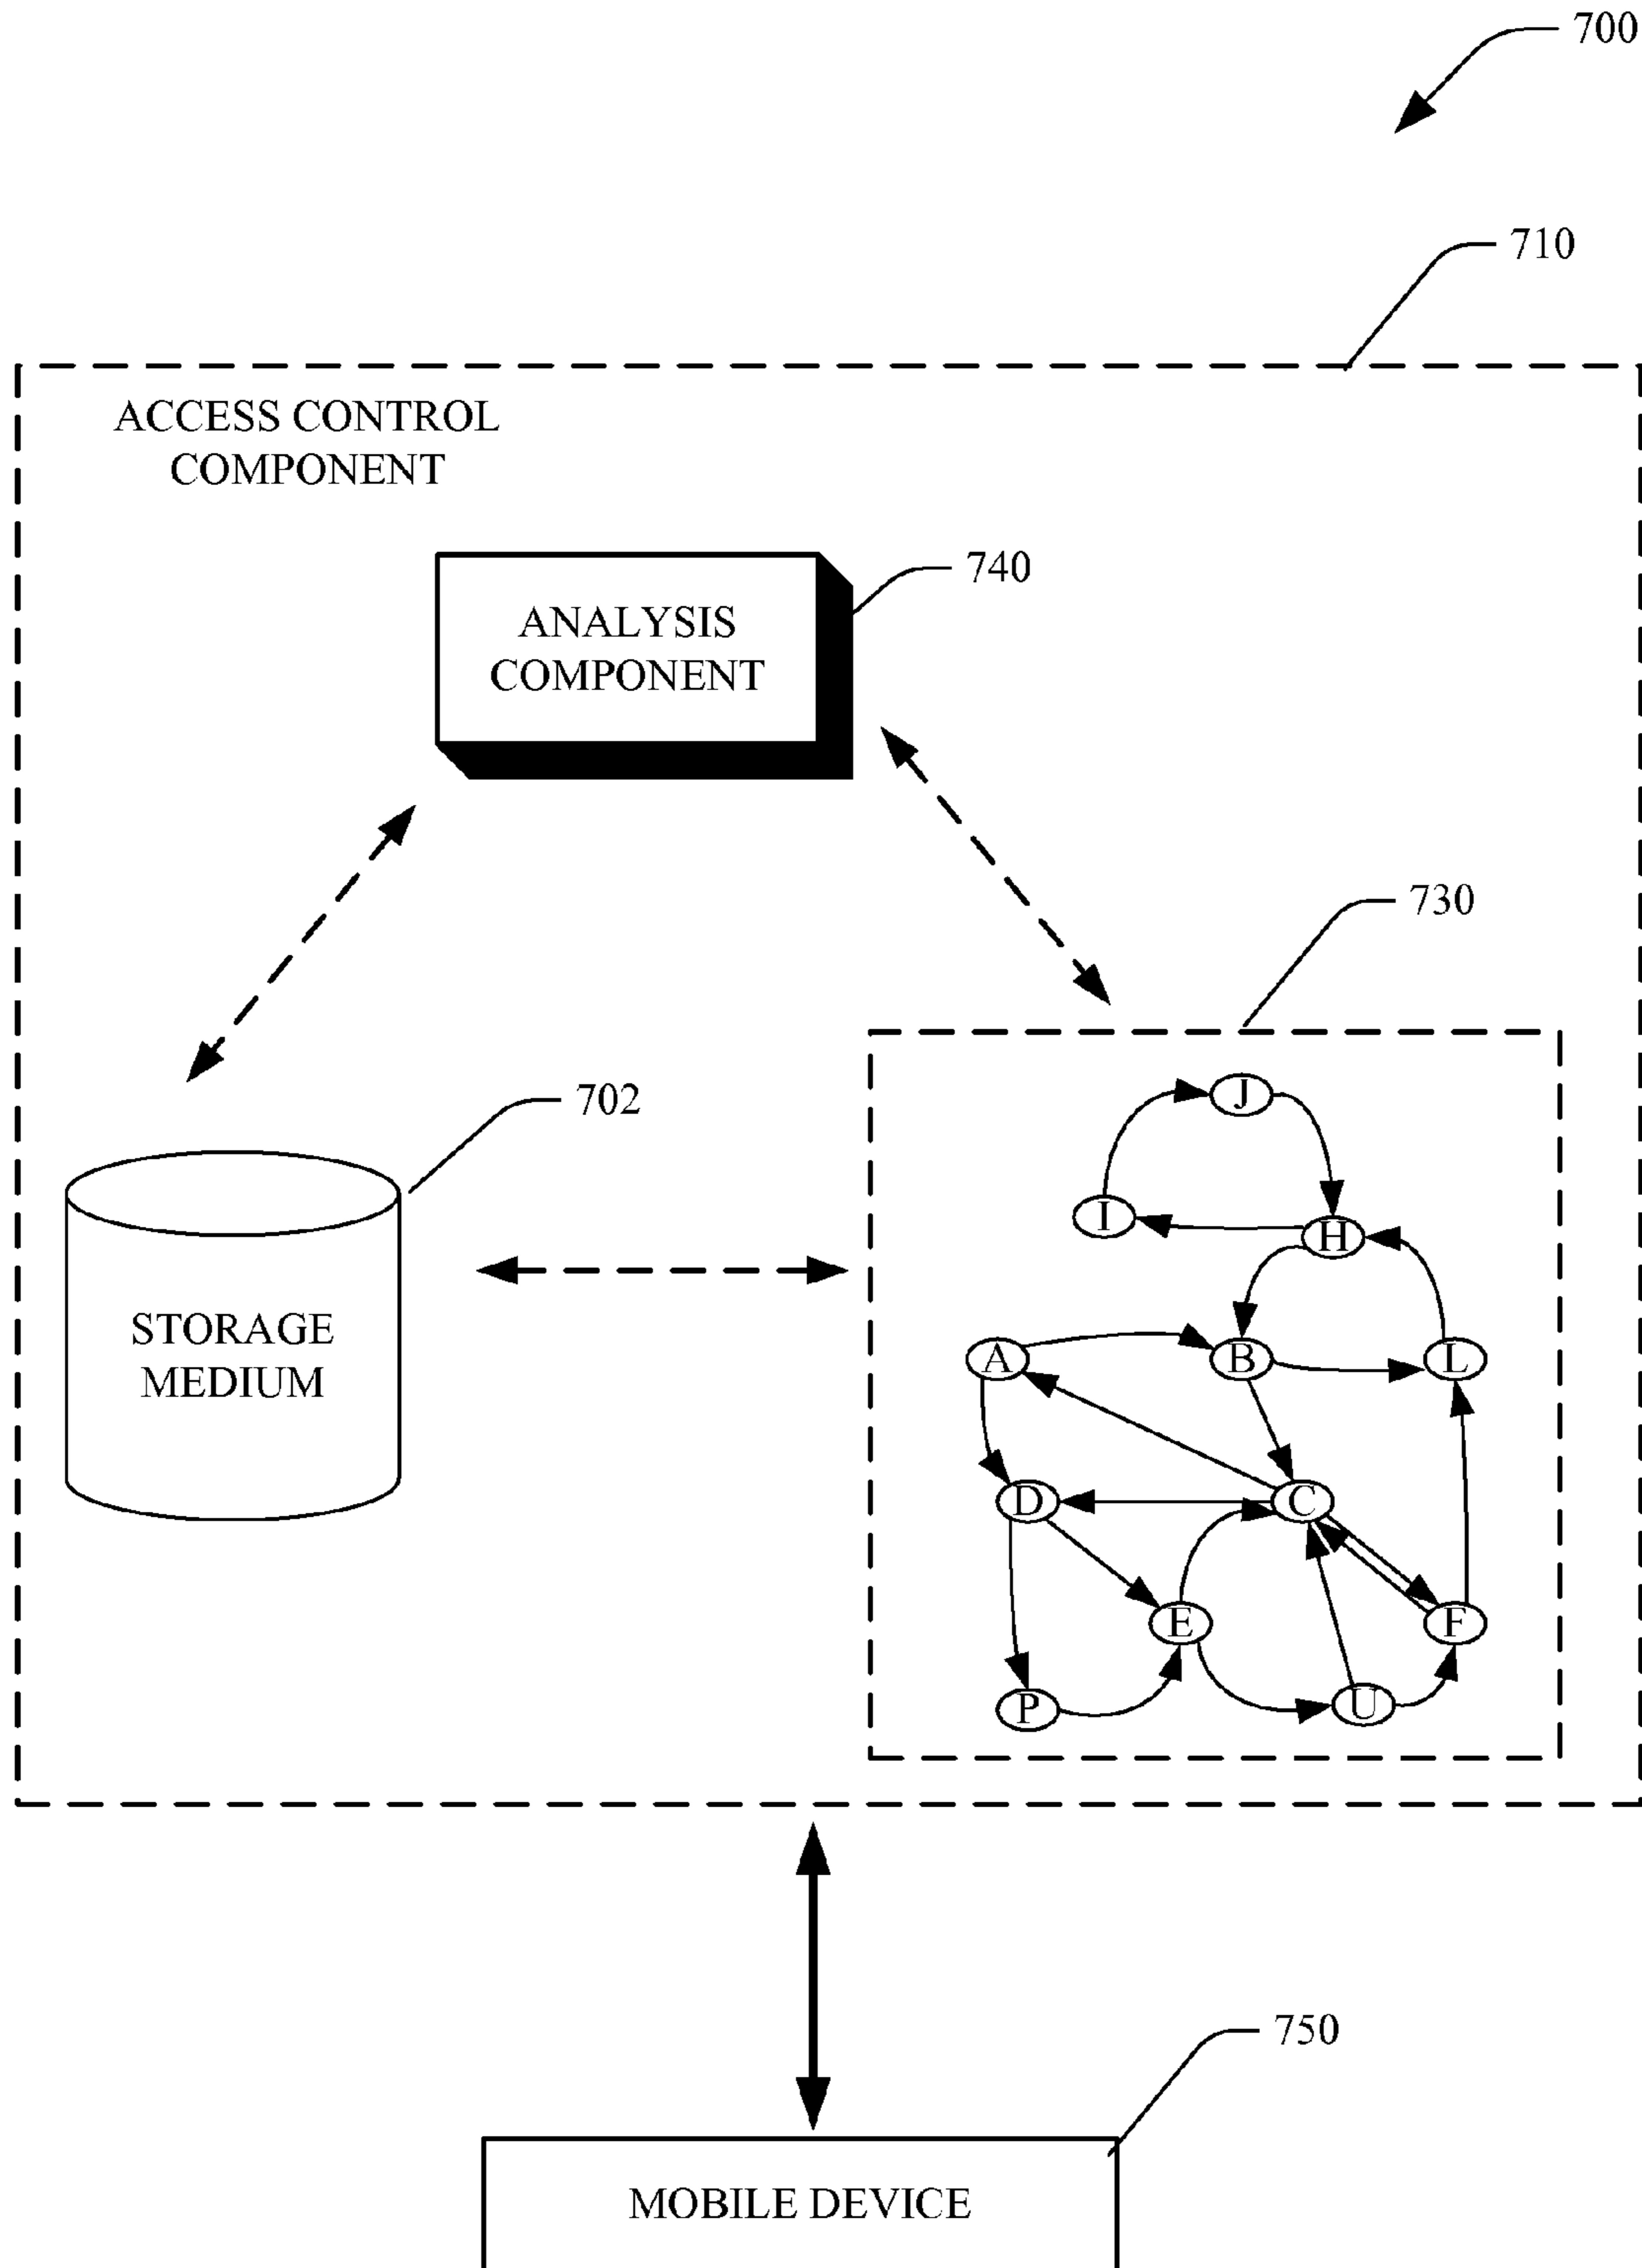 700
710
ACCESS CONTROL
COMPONENT
740
ANALYSIS
COMPONENT
730
702
J
I
H
STORAGE
MEDIUM
A
B
L
D
C
E
F
P
U
750
MOBILE DEVICE